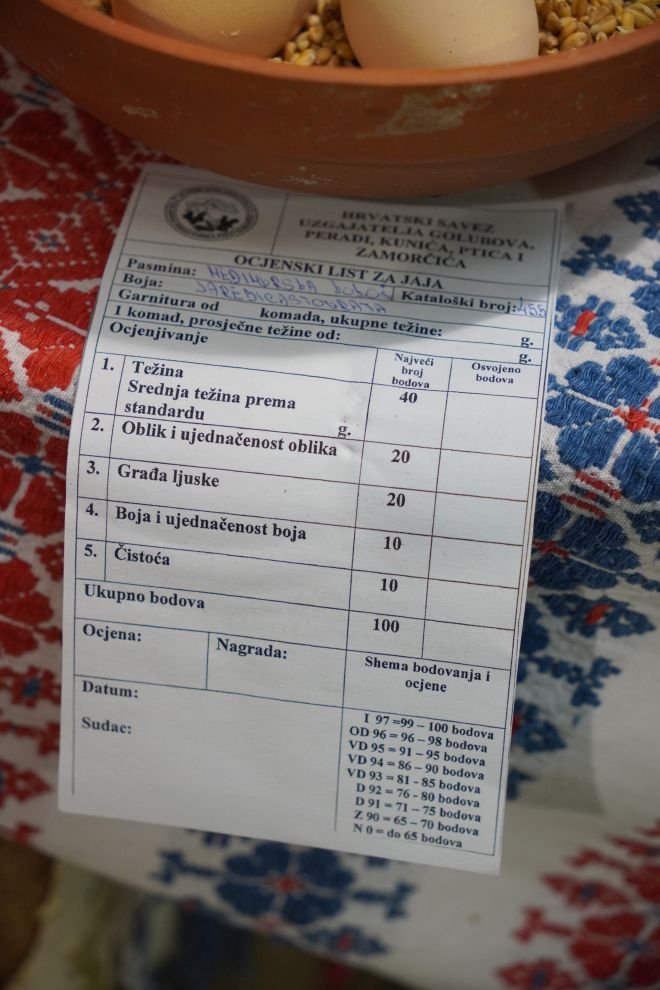 HRVATSKI SAVEZ
UZGAJATELJA GOLUBOVA,
PERADI, KUNIĆA, PTICA I
ZAMORČIĆA
OCJENSKI LIST ZA JAJA
Pasmina: MEĐIMURSKA KOKOŠ
Boja: JAREBIČASTOVRATA Kataloški broj: 1455
Garnitura od komada, ukupne težine: g.
1 komad, prosječne težine od: g.
Ocjenjivanje Najveći broj bodova Osvojeno bodova
1. Težina 40
Srednja težina prema
standardu g.
2. Oblik i ujednačenost oblika 20
3. Građa ljuske 20
4. Boja i ujednačenost boja 10
5. Čistoća 10
Ukupno bodova 100
Ocjena: Nagrada: Shema bodovanja i
ocjene
Datum:
Sudac:
I 97 =99 – 100 bodova
OD 96 = 96 – 98 bodova
VD 95 = 91 – 95 bodova
VD 94 = 86 – 90 bodova
VD 93 = 81 - 85 bodova
D 92 = 76 - 80 bodova
D 91 = 71 – 75 bodova
Z 90 = 65 – 70 bodova
N 0 = do 65 bodova